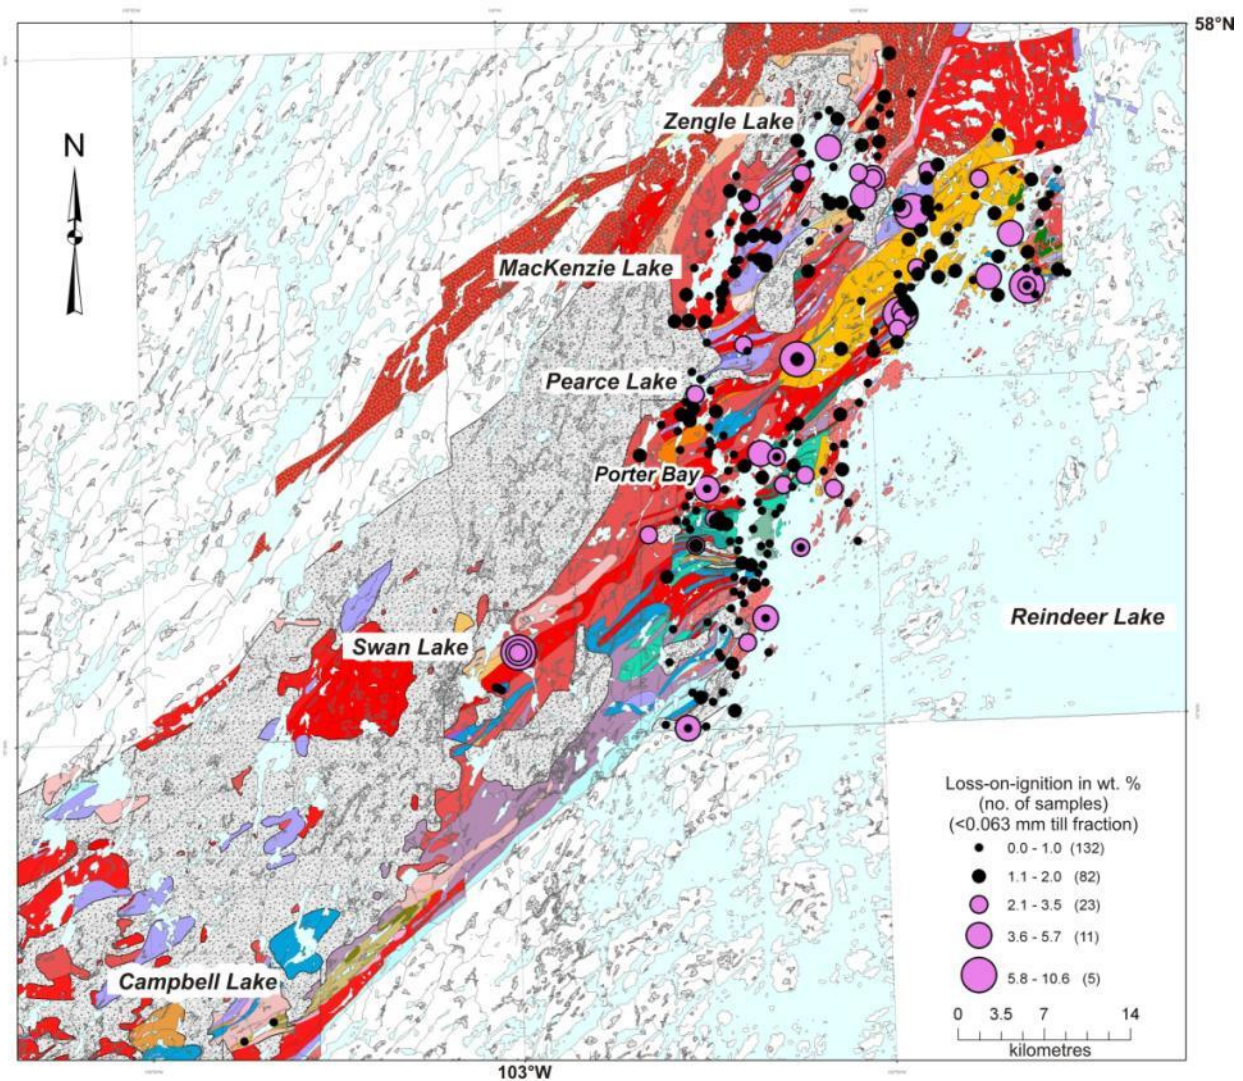 58°N
N
Zengle Lake
MacKenzie Lake
Pearce Lake
Porter Bay
Reindeer Lake
Swan Lake
Loss-on-ignition in wt. %
(no. of samples)
(<0.063 mm till fraction)
0.0 - 1.0 (132)
1.1 - 2.0 (82)
2.1 - 3.5 (23)
3.6 - 5.7 (11)
5.8 - 10.6 (5)
Campbell Lake
0 3.5 7 14
kilometres
103°W